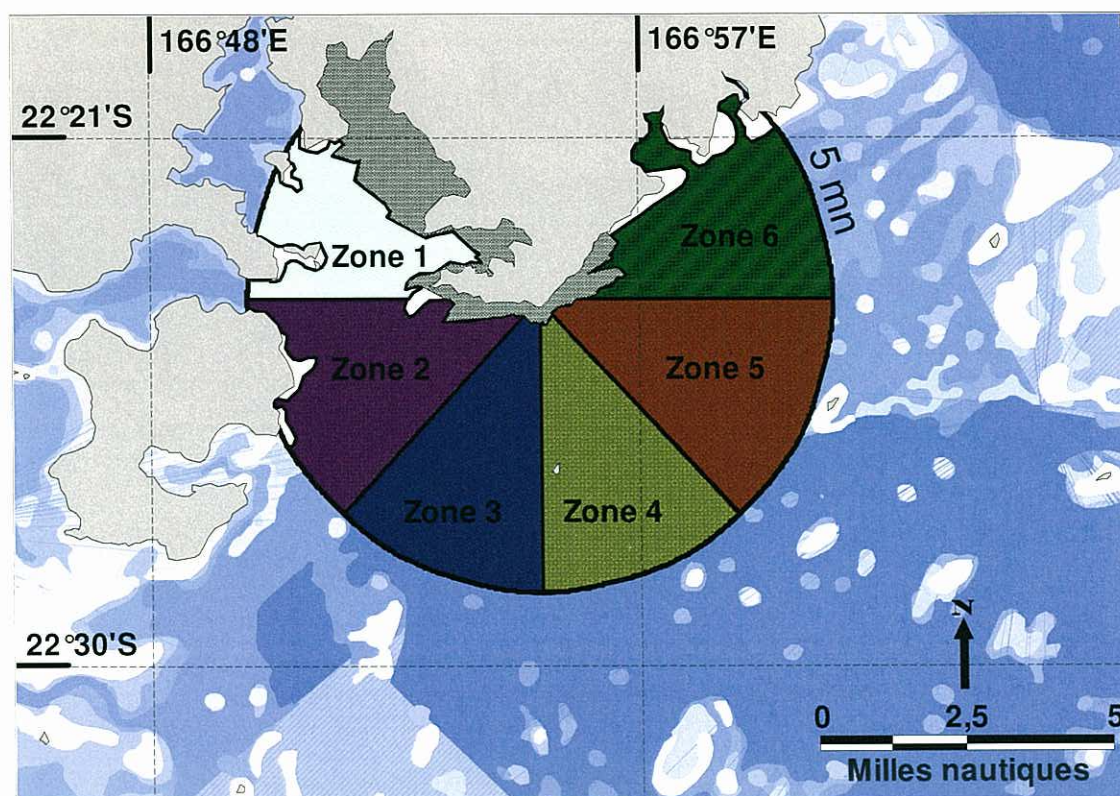 166°48'E
166°57'E
22°21'S
5 mn
Zone 1
Zone 6
Zone 2
Zone 5
Zone 3
Zone 4
22°30'S
N
0 2,5 5
Milles nautiques